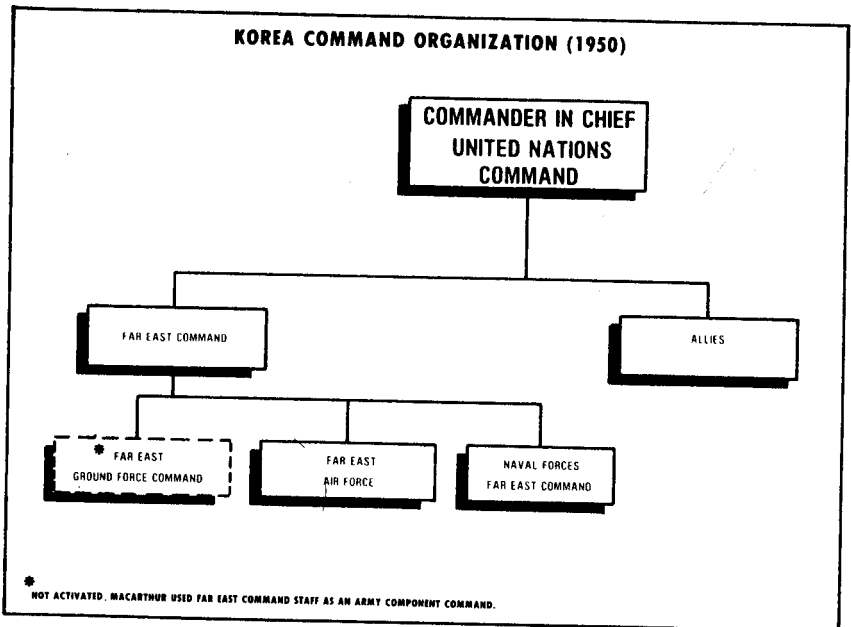 KOREA COMMAND ORGANIZATION (1950)
COMMANDER IN CHIEF
UNITED NATIONS
COMMAND
FAR EAST COMMAND
ALLIES
* FAR EAST
GROUND FORCE COMMAND
FAR EAST
AIR FORCE
NAVAL FORCES
FAR EAST COMMAND
*
NOT ACTIVATED, MACARTHUR USED FAR EAST COMMAND STAFF AS AN ARMY COMPONENT COMMAND.